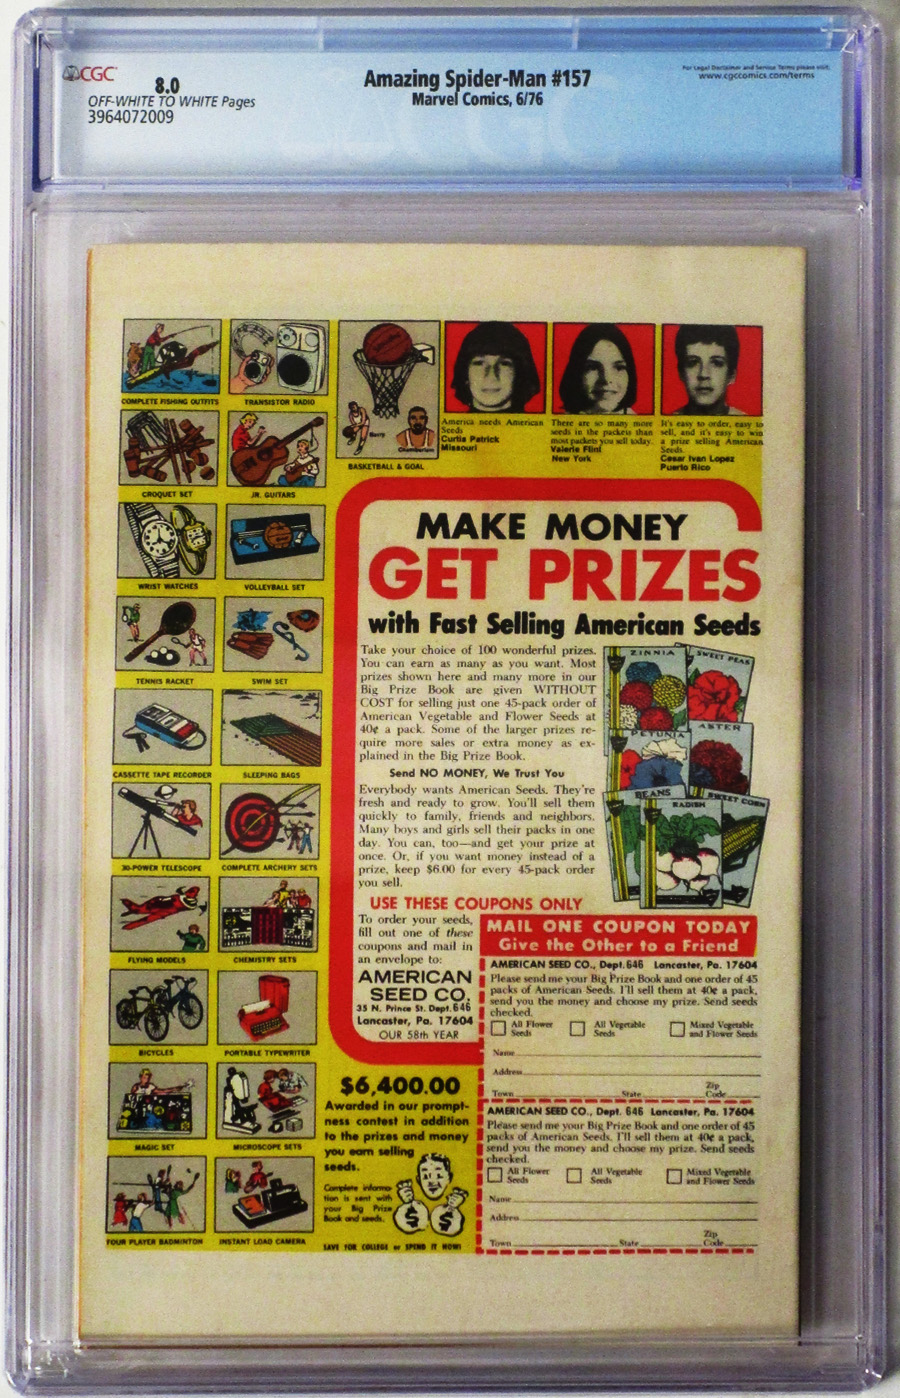 CGC
8.0
OFF-WHITE TO WHITE Pages
3964072009
Amazing Spider-Man #157
Marvel Comics, 6/76
For Legal Disclaimer and Service Terms please visit,
www.cgccomics.com/terms
COMPLETE FISHING OUTFITS
TRANSISTOR RADIO
CROQUET SET
JR. GUITARS
WRIST WATCHES
VOLLEYBALL SET
TENNIS RACKET
SWIM SET
CASSETTE TAPE RECORDER
SLEEPING BAGS
30-POWER TELESCOPE
COMPLETE ARCHERY SETS
FLYING MODELS
CHEMISTRY SETS
BICYCLES
PORTABLE TYPEWRITER
MAGIC SET
MICROSCOPE SETS
FOUR PLAYER BADMINTON
INSTANT LOAD CAMERA
Barry
Chamberlain
BASKETBALL & GOAL
America needs American
Seeds
Curtis Patrick
Missouri
There are so many more
seeds in the packets than
most packets you sell today.
Valerie Flint
New York
It's easy to order, easy to
sell, and it's easy to win
a prize selling American
Seeds.
Cesar Ivan Lopez
Puerto Rico
MAKE MONEY
GET PRIZES
with Fast Selling American Seeds
Take your choice of 100 wonderful prizes.
You can earn as many as you want. Most
prizes shown here and many more in our
Big Prize Book are given WITHOUT
COST for selling just one 45-pack order of
American Vegetable and Flower Seeds at
40¢ a pack. Some of the larger prizes re-
quire more sales or extra money as ex-
plained in the Big Prize Book.
Send NO MONEY, We Trust You
Everybody wants American Seeds. They're
fresh and ready to grow. You'll sell them
quickly to family, friends and neighbors.
Many boys and girls sell their packs in one
day. You can, too—and get your prize at
once. Or, if you want money instead of a
prize, keep $6.00 for every 45-pack order
you sell.
ZINNIA
SWEET PEAS
PETUNIA
ASTER
BEANS
RADISH
SWEET CORN
USE THESE COUPONS ONLY
To order your seeds,
fill out one of these
coupons and mail in
an envelope to:
AMERICAN
SEED CO.
35 N. Prince St. Dept. 646
Lancaster, Pa. 17604
OUR 58th YEAR
MAIL ONE COUPON TODAY
Give the Other to a Friend
AMERICAN SEED CO., Dept. 646 Lancaster, Pa. 17604
Please send me your Big Prize Book and one order of 45
packs of American Seeds. I'll sell them at 40¢ a pack,
send you the money and choose my prize. Send seeds
checked.
All Flower Seeds
All Vegetable Seeds
Mixed Vegetable and Flower Seeds
Name
Address
Town State Zip Code
AMERICAN SEED CO., Dept. 646 Lancaster, Pa. 17604
Please send me your Big Prize Book and one order of 45
packs of American Seeds. I'll sell them at 40¢ a pack,
send you the money and choose my prize. Send seeds
checked.
All Flower Seeds
All Vegetable Seeds
Mixed Vegetable and Flower Seeds
Name
Address
Town State Zip Code
$6,400.00
Awarded in our prompt-
ness contest in addition
to the prizes and money
you earn selling
seeds.
Complete informa-
tion is sent with
your Big Prize
Book and seeds.
$ $
SAVE FOR COLLEGE or SPEND IT NOW!